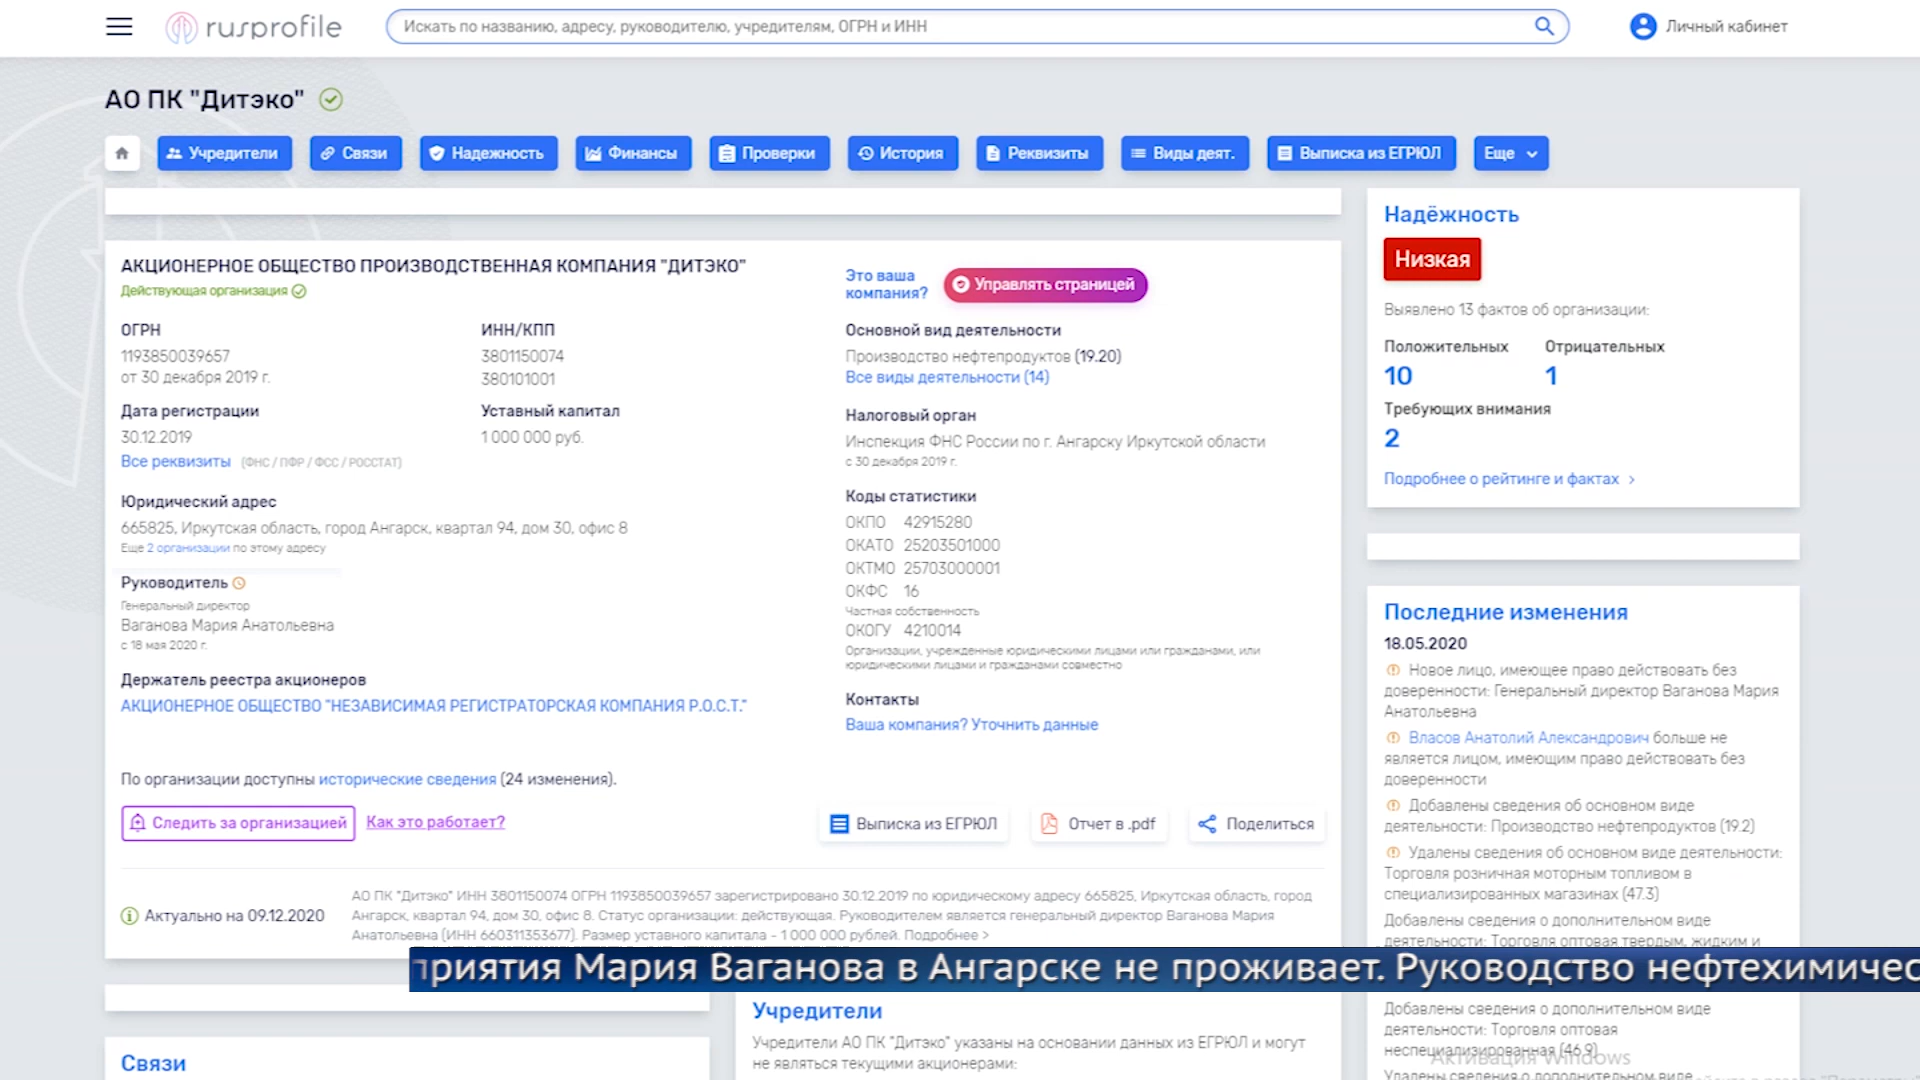 rusprofile
Искать по названию, адресу, руководителю, учредителям, ОГРН и ИНН
Личный кабинет
АО ПК "Дитэко"
Учредители
Связи
Надежность
Финансы
Проверки
История
Реквизиты
Виды деят.
Выписка из ЕГРЮЛ
Еще
АКЦИОНЕРНОЕ ОБЩЕСТВО ПРОИЗВОДСТВЕННАЯ КОМПАНИЯ "ДИТЭКО"
Действующая организация
ОГРН
1193850039657
от 30 декабря 2019 г.
ИНН/КПП
3801150074
380101001
Дата регистрации
30.12.2019
Уставный капитал
1 000 000 руб.
Все реквизиты (ФНС / ПФР / ФСС / РОССТАТ)
Юридический адрес
665825, Иркутская область, город Ангарск, квартал 94, дом 30, офис 8
Еще 2 организации по этому адресу
Руководитель
Генеральный директор
Ваганова Мария Анатольевна
с 18 мая 2020 г.
Держатель реестра акционеров
АКЦИОНЕРНОЕ ОБЩЕСТВО "НЕЗАВИСИМАЯ РЕГИСТРАТОРСКАЯ КОМПАНИЯ Р.О.С.Т."
Это ваша
компания?
Управлять страницей
Основной вид деятельности
Производство нефтепродуктов (19.20)
Все виды деятельности (14)
Налоговый орган
Инспекция ФНС России по г. Ангарску Иркутской области
с 30 декабря 2019 г.
Коды статистики
ОКПО 42915280
ОКАТО 25203501000
ОКТМО 25703000001
ОКФС 16
Частная собственность
ОКОГУ 4210014
Организации, учрежденные юридическими лицами или гражданами, или
юридическими лицами и гражданами совместно
Контакты
Ваша компания? Уточнить данные
По организации доступны исторические сведения (24 изменения).
Следить за организацией
Как это работает?
Выписка из ЕГРЮЛ
Отчет в .pdf
Поделиться
Актуально на 09.12.2020
АО ПК "Дитэко" ИНН 3801150074 ОГРН 1193850039657 зарегистрировано 30.12.2019 по юридическому адресу 665825, Иркутская область, город
Ангарск, квартал 94, дом 30, офис 8. Статус организации: действующая. Руководителем является генеральный директор Ваганова Мария
Анатольевна (ИНН 660311353677). Размер уставного капитала - 1 000 000 рублей. Подробнее >
Надёжность
Низкая
Выявлено 13 фактов об организации:
Положительных
10
Отрицательных
1
Требующих внимания
2
Подробнее о рейтинге и фактах >
Последние изменения
18.05.2020
Новое лицо, имеющее право действовать без
доверенности: Генеральный директор Ваганова Мария
Анатольевна
Власов Анатолий Александрович больше не
является лицом, имеющим право действовать без
доверенности
Добавлены сведения об основном виде
деятельности: Производство нефтепродуктов (19.2)
Удалены сведения об основном виде деятельности:
Торговля розничная моторным топливом в
специализированных магазинах (47.3)
Добавлены сведения о дополнительном виде
деятельности: Торговля оптовая твердым, жидким и
приятия Мария Ваганова в Ангарске не проживает. Руководство нефтехимичес
Добавлены сведения о дополнительном виде
деятельности: Торговля оптовая
неспециализированная (46.9)
Активация Windows
Удалены сведения о дополнительном виде
Связи
Учредители
Учредители АО ПК "Дитэко" указаны на основании данных из ЕГРЮЛ и могут
не являться текущими акционерами: